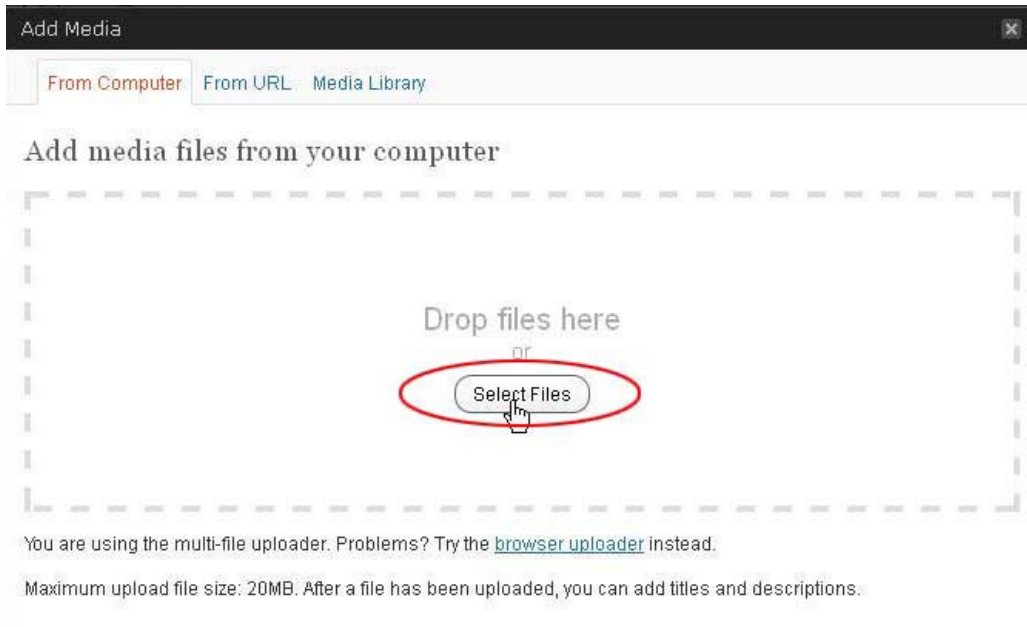 Add Media
From Computer From URL Media Library
Add media files from your computer
Drop files here
or
Select Files
You are using the multi-file uploader. Problems? Try the browser uploader instead.
Maximum upload file size: 20MB. After a file has been uploaded, you can add titles and descriptions.